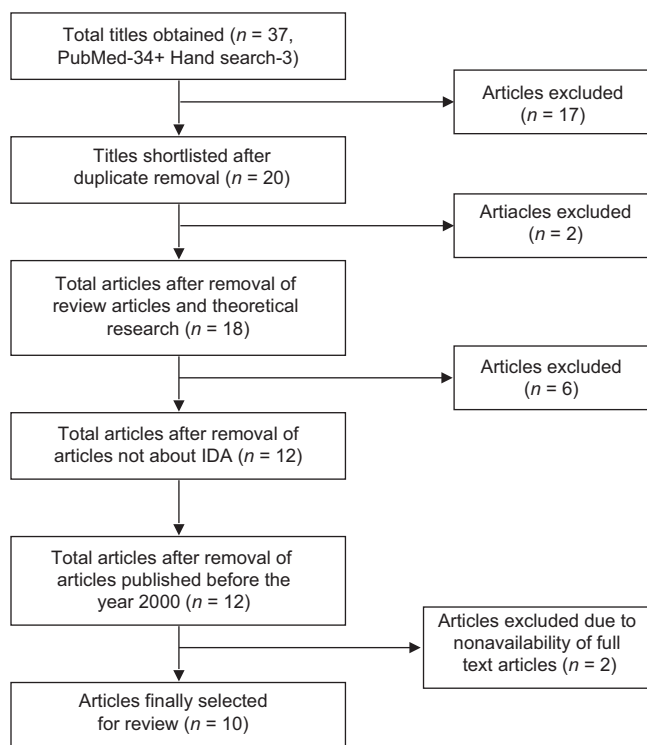 Total titles obtained (n = 37,
PubMed-34+ Hand search-3)
Articles excluded
(n = 17)
Titles shortlisted after
duplicate removal (n = 20)
Artiacles excluded
(n = 2)
Total articles after removal of
review articles and theoretical
research (n = 18)
Articles excluded
(n = 6)
Total articles after removal of
articles not about IDA (n = 12)
Total articles after removal of
articles published before the
year 2000 (n = 12)
Articles excluded due to
nonavailability of full
text articles (n = 2)
Articles finally selected
for review (n = 10)